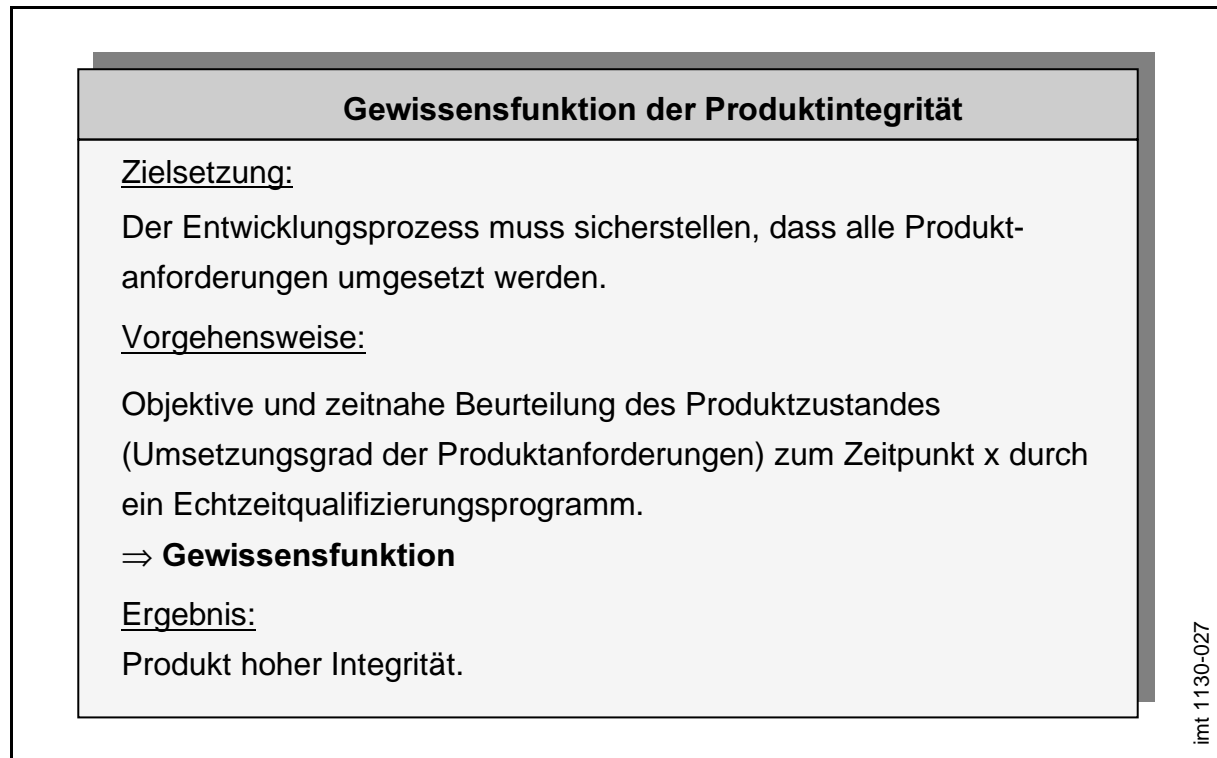 Gewissensfunktion der Produktintegrität
Zielsetzung:
Der Entwicklungsprozess muss sicherstellen, dass alle Produkt-
anforderungen umgesetzt werden.
Vorgehensweise:
Objektive und zeitnahe Beurteilung des Produktzustandes
(Umsetzungsgrad der Produktanforderungen) zum Zeitpunkt x durch
ein Echtzeitqualifizierungsprogramm.
⇒ Gewissensfunktion
Ergebnis:
Produkt hoher Integrität.
imt 1130-027